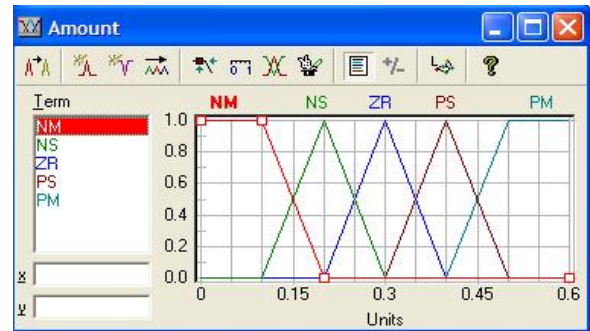 Amount
Term
NM NS ZR PS PM
NM
NS
ZR
PS
PM
1.0
0.8
0.6
0.4
0.2
0.0
0 0.15 0.3 0.45 0.6
Units
x
y